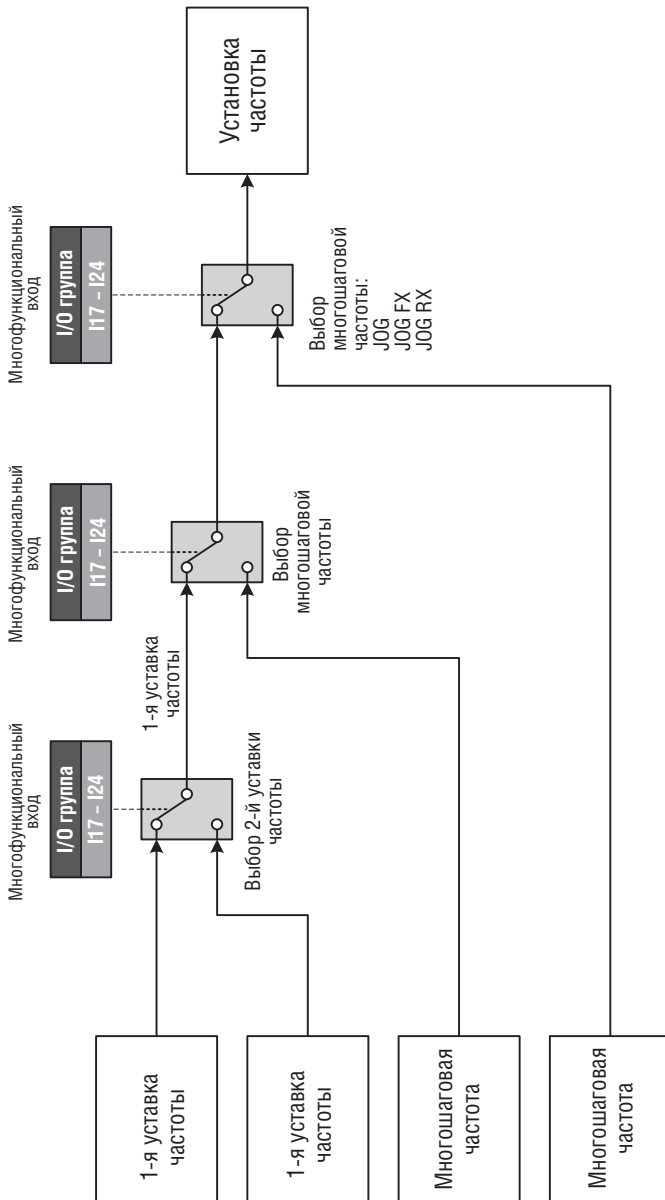 Многофункциональный
вход
I/O группа
I17 – I24
Многофункциональный
вход
I/O группа
I17 – I24
Многофункциональный
вход
I/O группа
I17 – I24
1-я уставка
частоты
1-я уставка
частоты
Многошаговая
частота
Многошаговая
частота
Выбор 2-й уставки
частоты
1-я уставка
частоты
Выбор
многошаговой
частоты
Выбор
многошаговой
частоты:
JOG
JOG FX
JOG RX
Установка
частоты